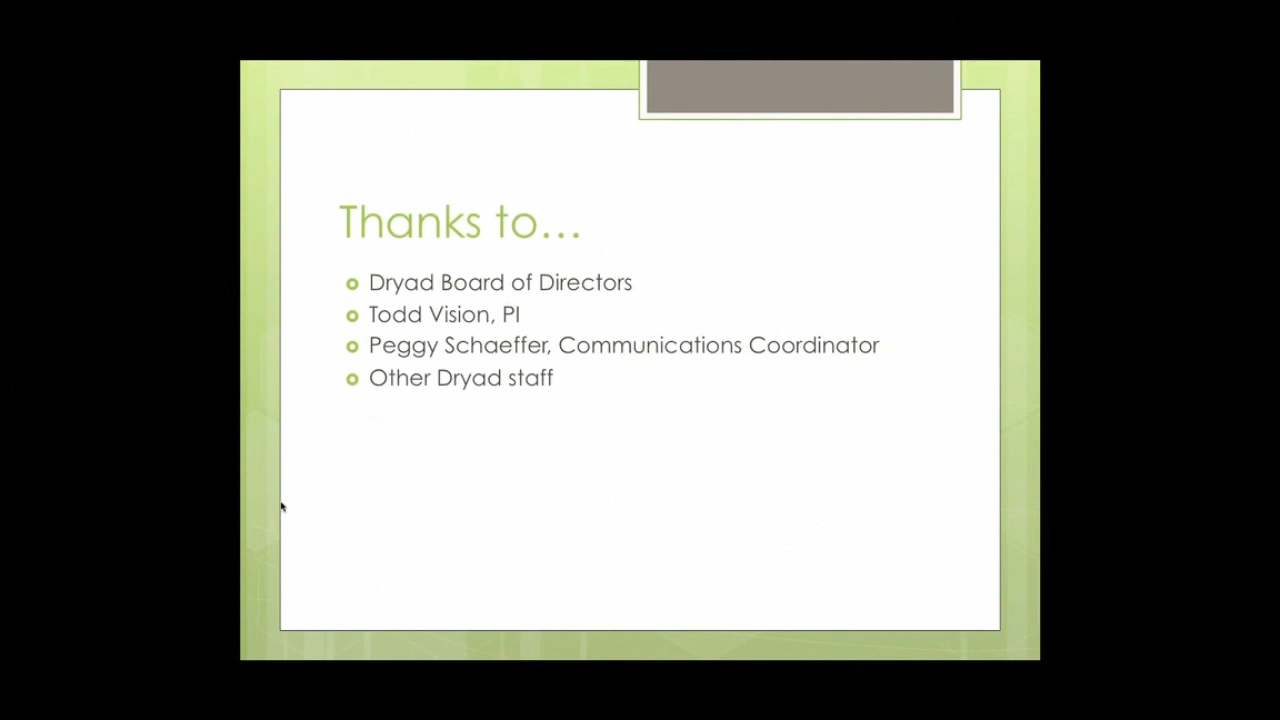 Thanks to...
Dryad Board of Directors
Todd Vision, PI
Peggy Schaeffer, Communications Coordinator
Other Dryad staff